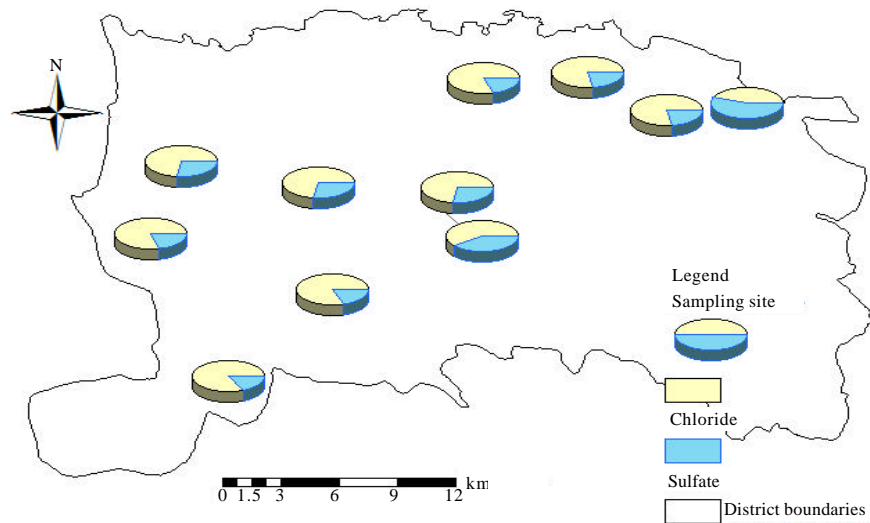 N
Legend
Sampling site
Chloride
Sulfate
District boundaries
km
0 1.5 3 6 9 12